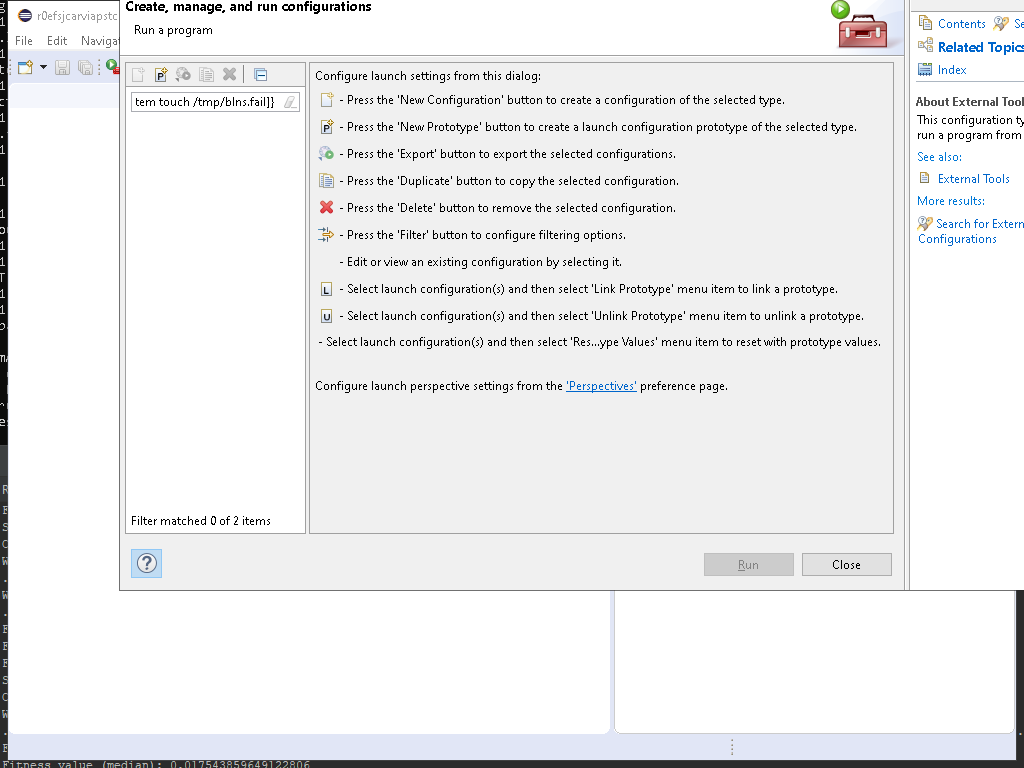 Create, manage, and run configurations
Run a program
r0efsjcarviapstc
File Edit Naviga
tem touch /tmp/blns.fail]}
Filter matched 0 of 2 items
Configure launch settings from this dialog:
- Press the 'New Configuration' button to create a configuration of the selected type.
- Press the 'New Prototype' button to create a launch configuration prototype of the selected type.
- Press the 'Export' button to export the selected configurations.
- Press the 'Duplicate' button to copy the selected configuration.
- Press the 'Delete' button to remove the selected configuration.
- Press the 'Filter' button to configure filtering options.
- Edit or view an existing configuration by selecting it.
L - Select launch configuration(s) and then select 'Link Prototype' menu item to link a prototype.
U - Select launch configuration(s) and then select 'Unlink Prototype' menu item to unlink a prototype.
- Select launch configuration(s) and then select 'Res...ype Values' menu item to reset with prototype values.
Configure launch perspective settings from the 'Perspectives' preference page.
Run Close
Contents Se
Related Topics
Index
About External Tool
This configuration ty
run a program from
See also:
External Tools
More results:
Search for Extern
Configurations
Fitness value (median): 0.017543859649122806